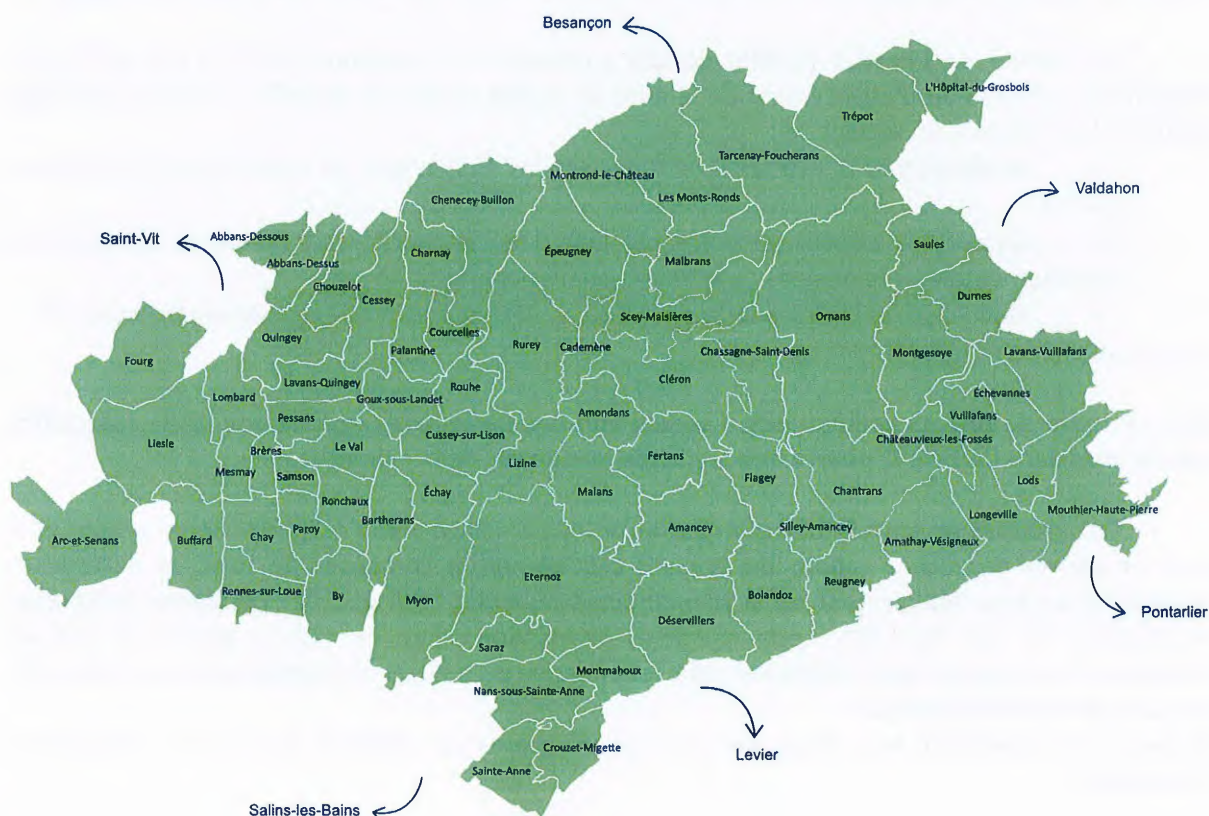 Besançon
L'Hôpital-du-Grosbois
Trépot
Tarcenay-Foucherans
Montrond-le-Château
Valdahon
Chenecey-Buillon
Les Monts-Ronds
Saint-Vit
Abbans-Dessous
Saules
Charnay
Épeugney
Abbans-Dessus
Malbrans
Chouzelot
Cessey
Durnes
Scey-Maisières
Ornans
Courcelles
Quingey
Rurey
Cademène
Palantine
Chassagne-Saint-Denis
Montgesoye
Lavans-Vuillafans
Fourg
Cléron
Lavans-Quingey
Rouhe
Echevannes
Lombard
Goux-sous-Landet
Amondans
Vuillafans
Pessans
Cussey-sur-Lison
Châteauvieux-les-Fossés
Liesle
Le Val
Brères
Fertans
Lizine
Mesmay
Samson
Flagey
Lods
Ronchaux
Échay
Malans
Chantrans
Mouthier-Haute-Pierre
Longeville
Bartherans
Paroy
Amancey
Silley-Amancey
Chay
Arc-et-Senans
Buffard
Amathay-Vésigneux
Eternoz
Reugney
Rennes-sur-Loue
By
Myon
Bolandoz
Pontarlier
Déservillers
Saraz
Montmahoux
Nans-sous-Sainte-Anne
Crouzet-Migette
Levier
Sainte-Anne
Salins-les-Bains